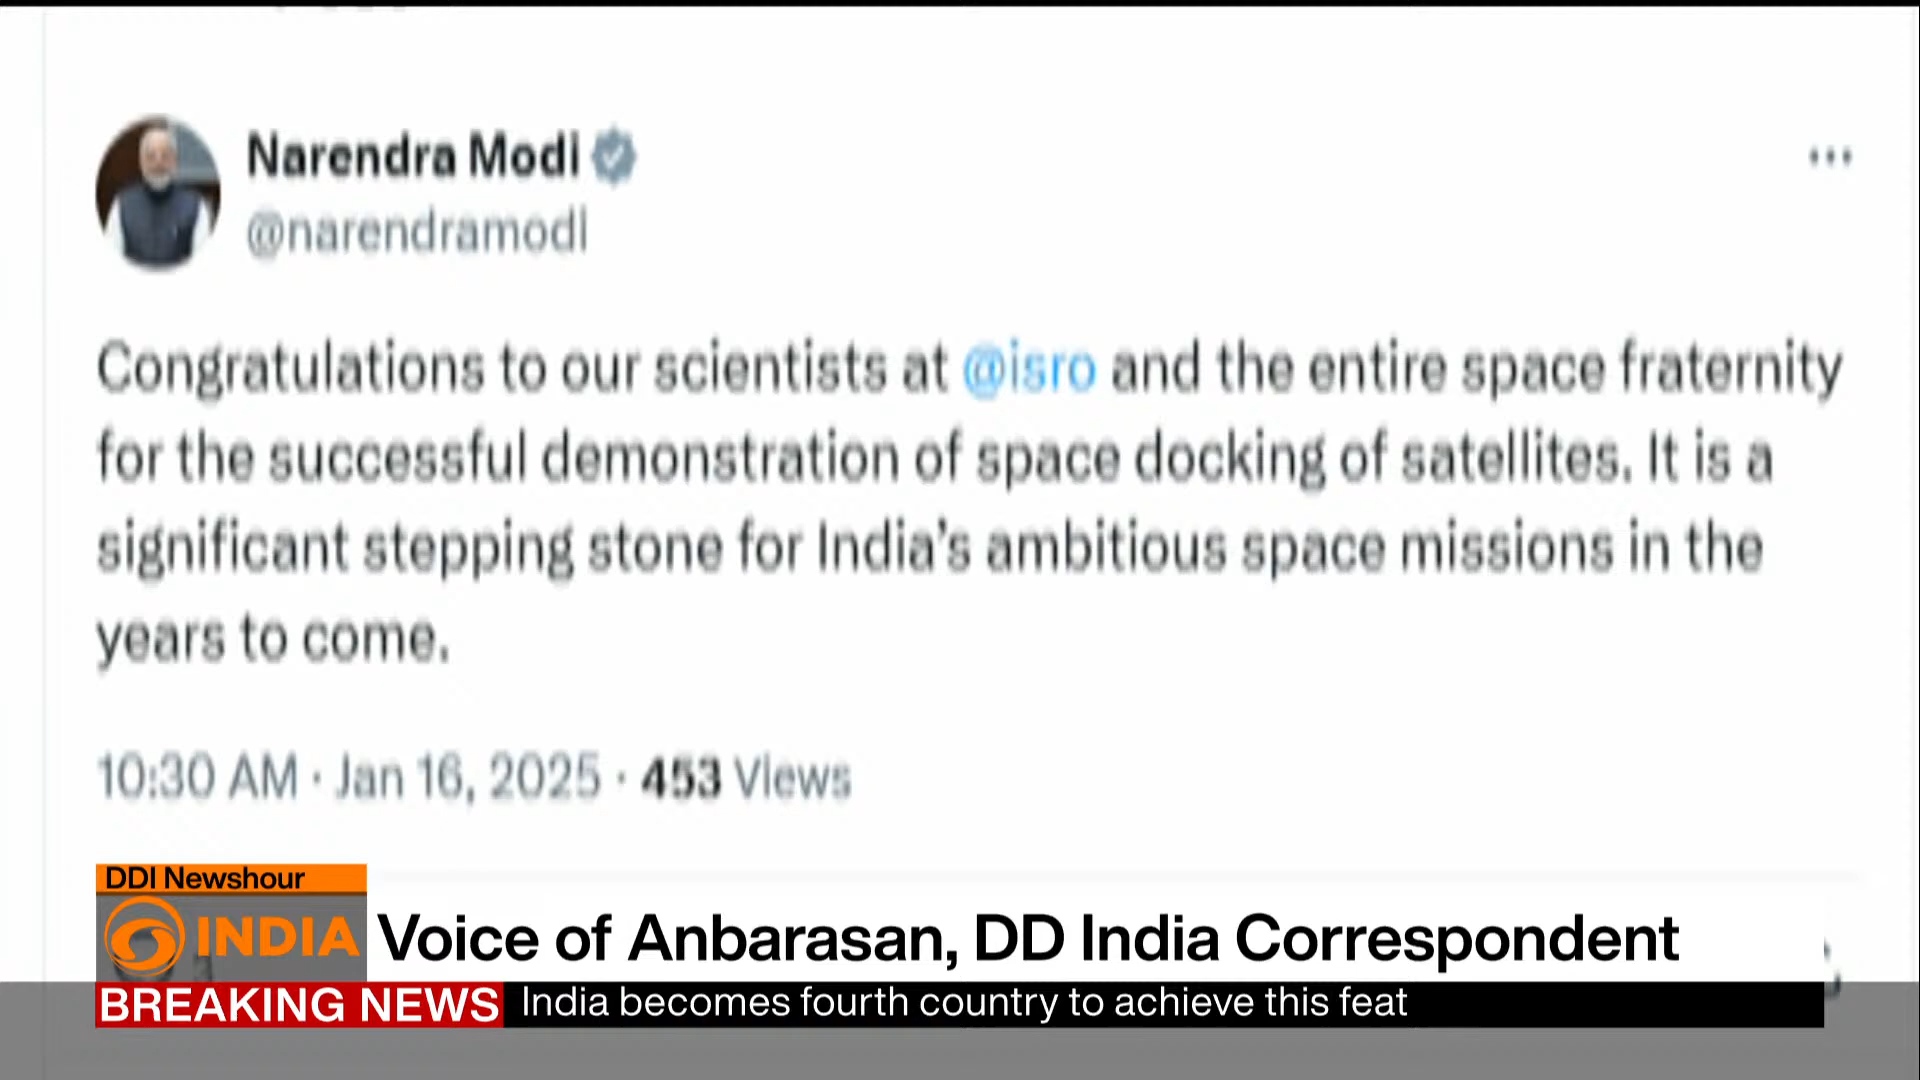 Narendra Modi
@narendramodi
Congratulations to our scientists at @isro and the entire space fraternity
for the successful demonstration of space docking of satellites. It is a
significant stepping stone for India's ambitious space missions in the
years to come.
10:30 AM · Jan 16, 2025 · 453 Views
DDI Newshour
INDIA
Voice of Anbarasan, DD India Correspondent
BREAKING NEWS
India becomes fourth country to achieve this feat